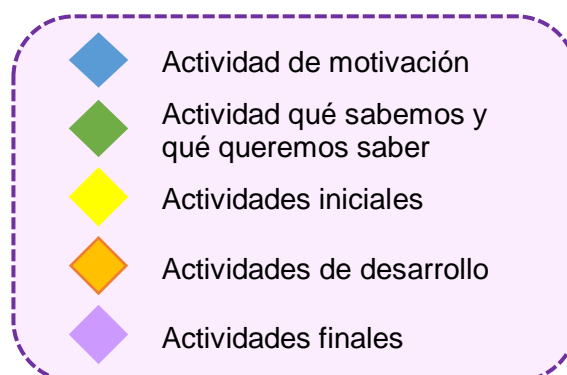 Actividad de motivación
Actividad qué sabemos y
qué queremos saber
Actividades iniciales
Actividades de desarrollo
Actividades finales